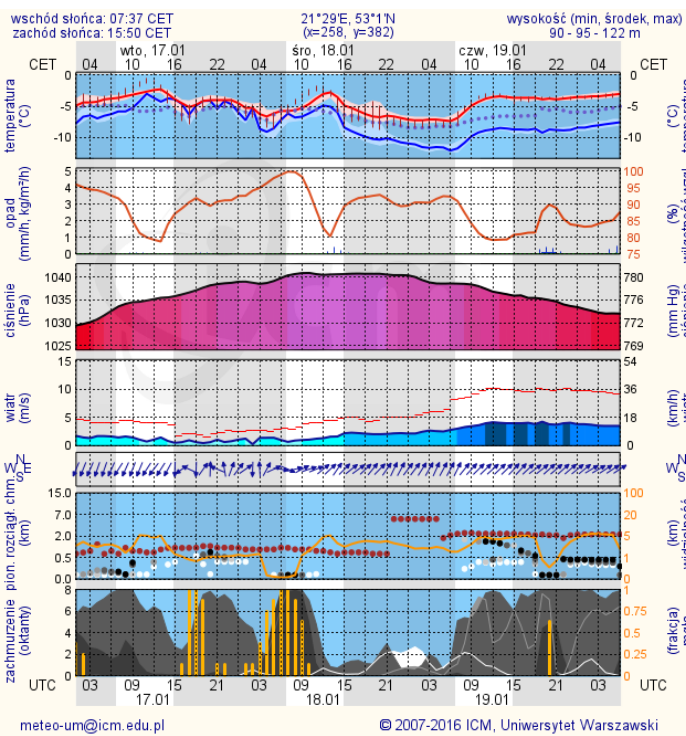 wschód słońca: 07:37 CET 21°29'E, 53°1'N wysokość (min, środek, max)
zachód słońca: 15:50 CET (x=258, y=382) 90 - 95 - 122 m
wto, 17.01 śro, 18.01 czw, 19.01
CET 04 10 16 22 04 10 16 22 04 10 16 22 04 CET
temperatura
(°C)
0 0
-5 -5
-10 -10
(°C)
temperatura
opad
(mm/h, kg/m²/h)
5 100
4 95
3 90
2 85
1 80
0 75
(%)
ciśnienie
(hPa)
1040 780
1035 776
1030 772
1025 769
(mm Hg)
ciśnienie
wiatr
(m/s)
15 54
10 36
5 18
0 0
(km/h)
wiatr
N N
W E W
S S
pion. rozciągł. chm.
(km)
15.0 100
7.0 20
2.0 5
0.5 1
0.0 0
(km)
widzialność
zachmurzenie
(oktanty)
8 1
6 0.75
4 0.5
2 0.25
0 0
(frakcja)
UTC 03 09 15 21 03 09 15 21 03 09 15 21 03 UTC
17.01 18.01 19.01
meteo-um@icm.edu.pl © 2007-2016 ICM, Uniwersytet Warszawski